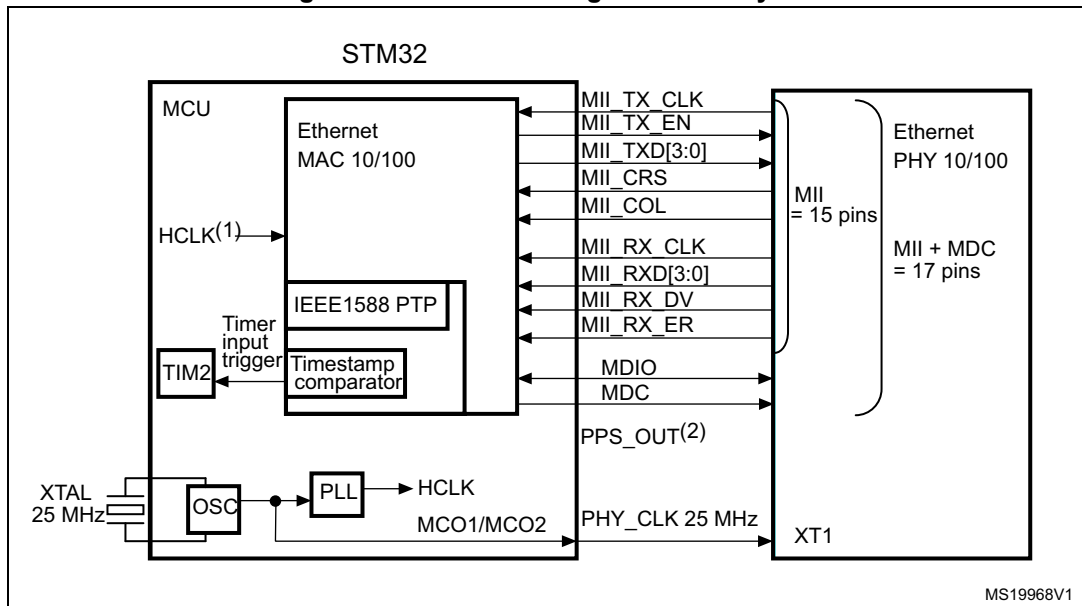 STM32
MCU
Ethernet
MAC 10/100
HCLK(1)
IEEE1588 PTP
Timer
input
trigger
Timestamp
comparator
TIM2
XTAL
25 MHz
OSC
PLL
HCLK
MCO1/MCO2
MII_TX_CLK
MII_TX_EN
MII_TXD[3:0]
MII_CRS
MII_COL
MII_RX_CLK
MII_RXD[3:0]
MII_RX_DV
MII_RX_ER
MDIO
MDC
PPS_OUT(2)
PHY_CLK 25 MHz
MII
= 15 pins
Ethernet
PHY 10/100
MII + MDC
= 17 pins
XT1
MS19968V1